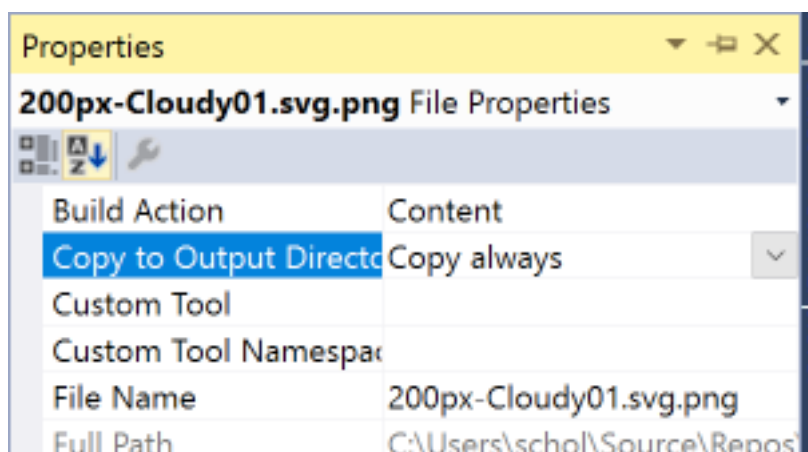 Properties
200px-Cloudy01.svg.png File Properties
Build Action Content
Copy to Output Directo Copy always
Custom Tool
Custom Tool Namespac
File Name 200px-Cloudy01.svg.png
Full Path C:\Users\schol\Source\Repos\